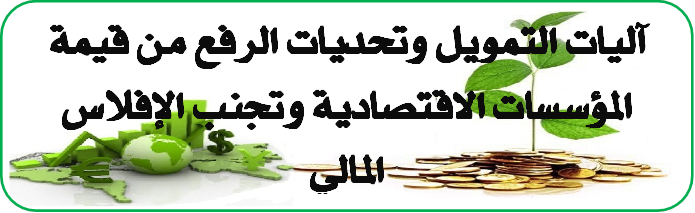 آليات التمويل وتحديات الرفع من قيمة
المؤسسات الاقتصادية وتجنب الإفلاس
المالي